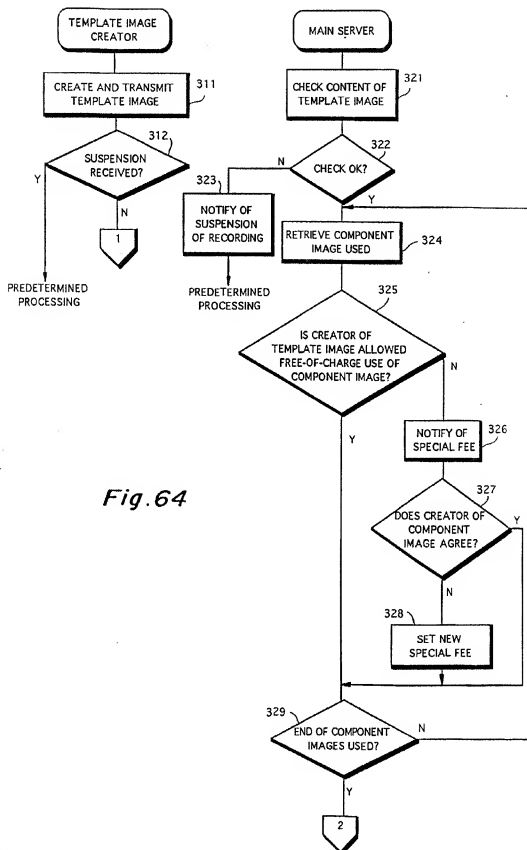 TEMPLATE IMAGE
CREATOR
CREATE AND TRANSMIT
TEMPLATE IMAGE
311
312
SUSPENSION
RECEIVED?
Y
N
1
PREDETERMINED
PROCESSING
MAIN SERVER
321
CHECK CONTENT OF
TEMPLATE IMAGE
322
CHECK OK?
N
Y
323
NOTIFY OF
SUSPENSION
OF RECORDING
PREDETERMINED
PROCESSING
RETRIEVE COMPONENT
IMAGE USED
324
325
IS CREATOR OF
TEMPLATE IMAGE ALLOWED
FREE-OF-CHARGE USE OF
COMPONENT IMAGE?
N
Y
NOTIFY OF
SPECIAL FEE
326
327
DOES CREATOR OF
COMPONENT
IMAGE AGREE?
Y
N
328
SET NEW
SPECIAL FEE
329
END OF COMPONENT
IMAGES USED?
N
Y
2
Fig.64